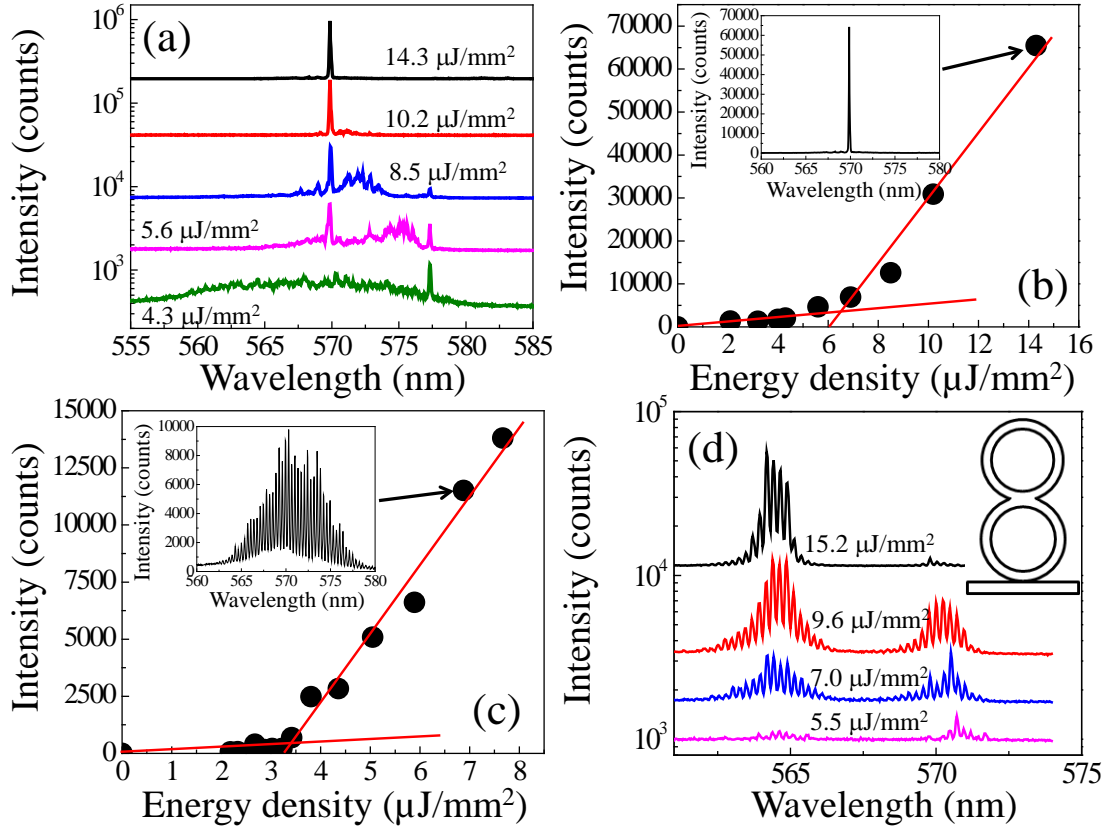 (a)
Intensity (counts)
10⁶
10⁵
10⁴
10³
14.3 μJ/mm²
10.2 μJ/mm²
8.5 μJ/mm²
5.6 μJ/mm²
4.3 μJ/mm²
555 560 565 570 575 580 585
Wavelength (nm)
(b)
Intensity (counts)
75000
70000
60000
50000
40000
30000
20000
10000
0
0 2 4 6 8 10 12 14 16
Energy density (μJ/mm²)
Intensity (counts)
70000
60000
50000
40000
30000
20000
10000
0
560 565 570 575 580
Wavelength (nm)
(c)
Intensity (counts)
15000
12500
10000
7500
5000
2500
0
0 1 2 3 4 5 6 7 8
Energy density (μJ/mm²)
Intensity (counts)
10000
8000
6000
4000
2000
0
560 565 570 575 580
Wavelength (nm)
(d)
Intensity (counts)
10⁵
10⁴
10³
15.2 μJ/mm²
9.6 μJ/mm²
7.0 μJ/mm²
5.5 μJ/mm²
565 570 575
Wavelength (nm)